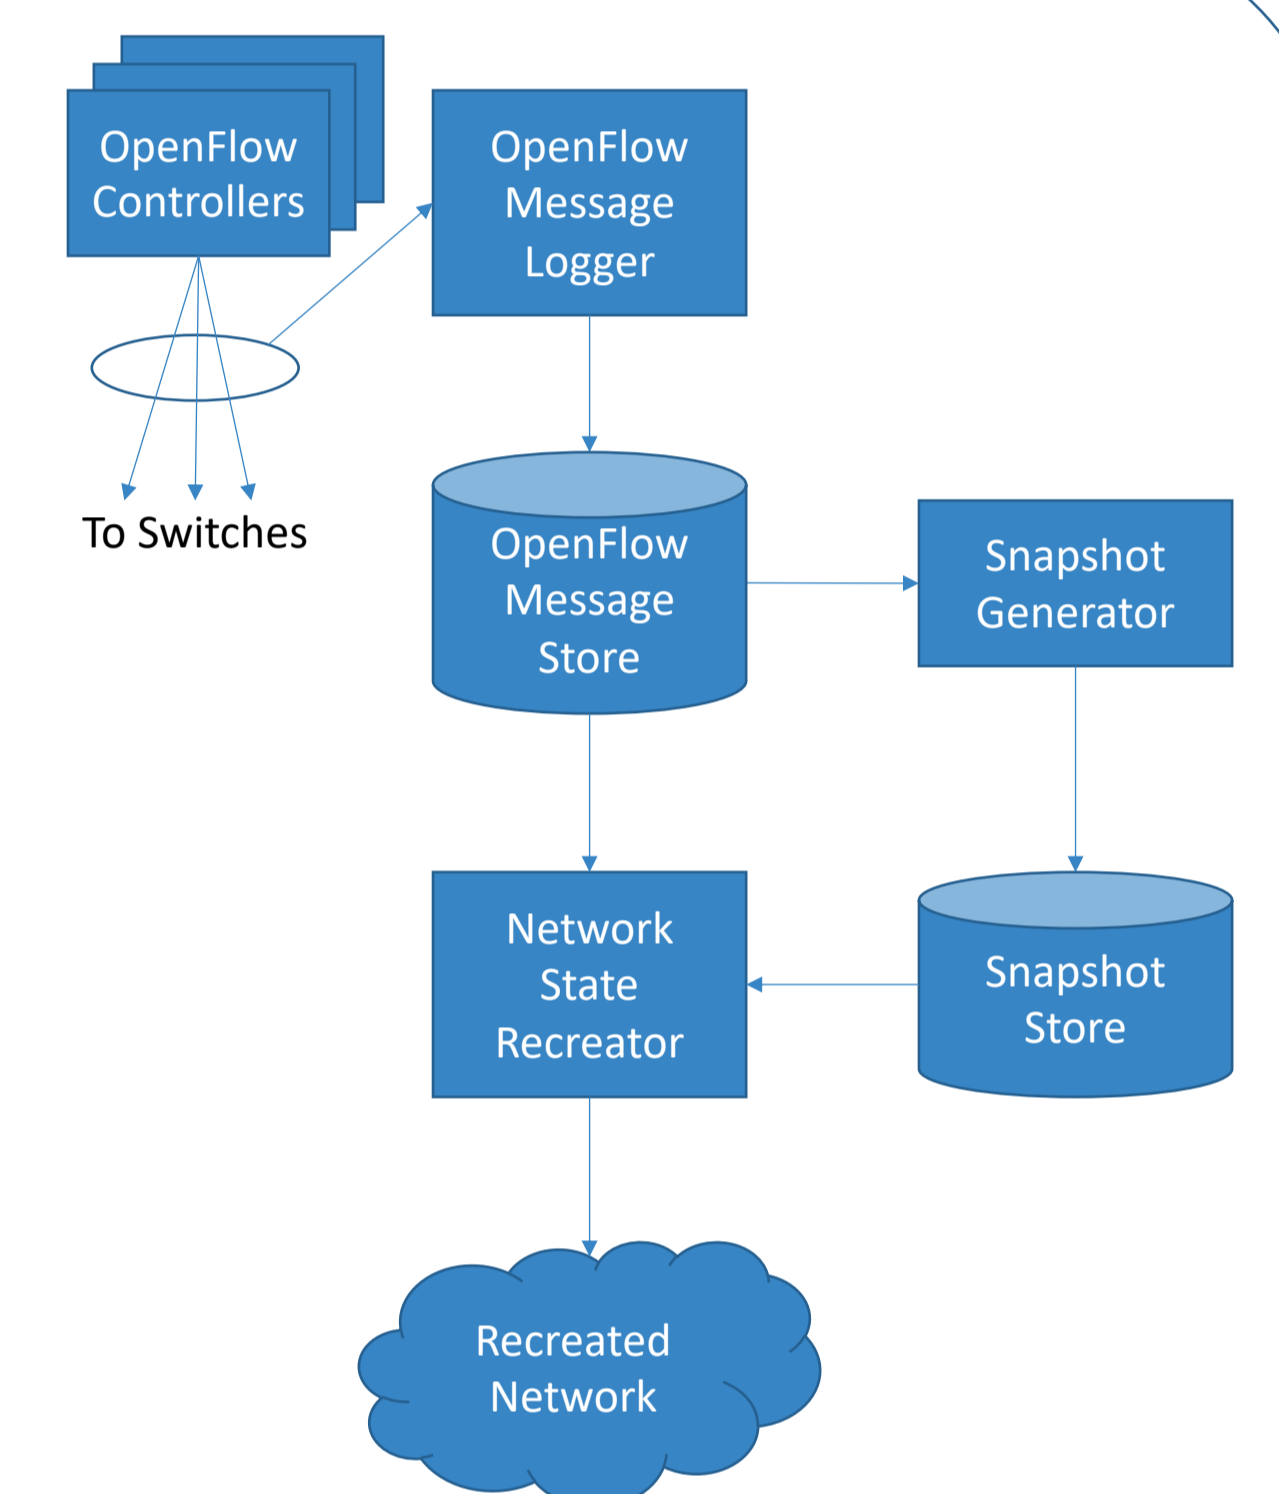 OpenFlow
Controllers
OpenFlow
Message
Logger
To Switches
OpenFlow
Message
Store
Snapshot
Generator
Network
State
Recreator
Snapshot
Store
Recreated
Network